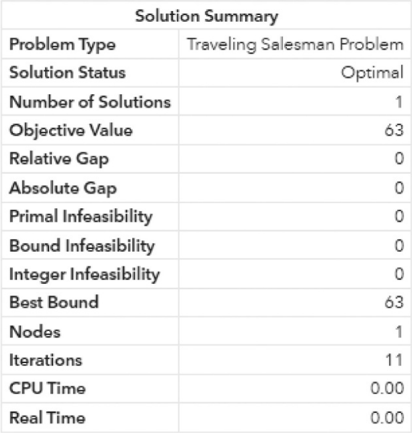 Solution Summary
Problem Type Traveling Salesman Problem
Solution Status Optimal
Number of Solutions 1
Objective Value 63
Relative Gap 0
Absolute Gap 0
Primal Infeasibility 0
Bound Infeasibility 0
Integer Infeasibility 0
Best Bound 63
Nodes 1
Iterations 11
CPU Time 0.00
Real Time 0.00